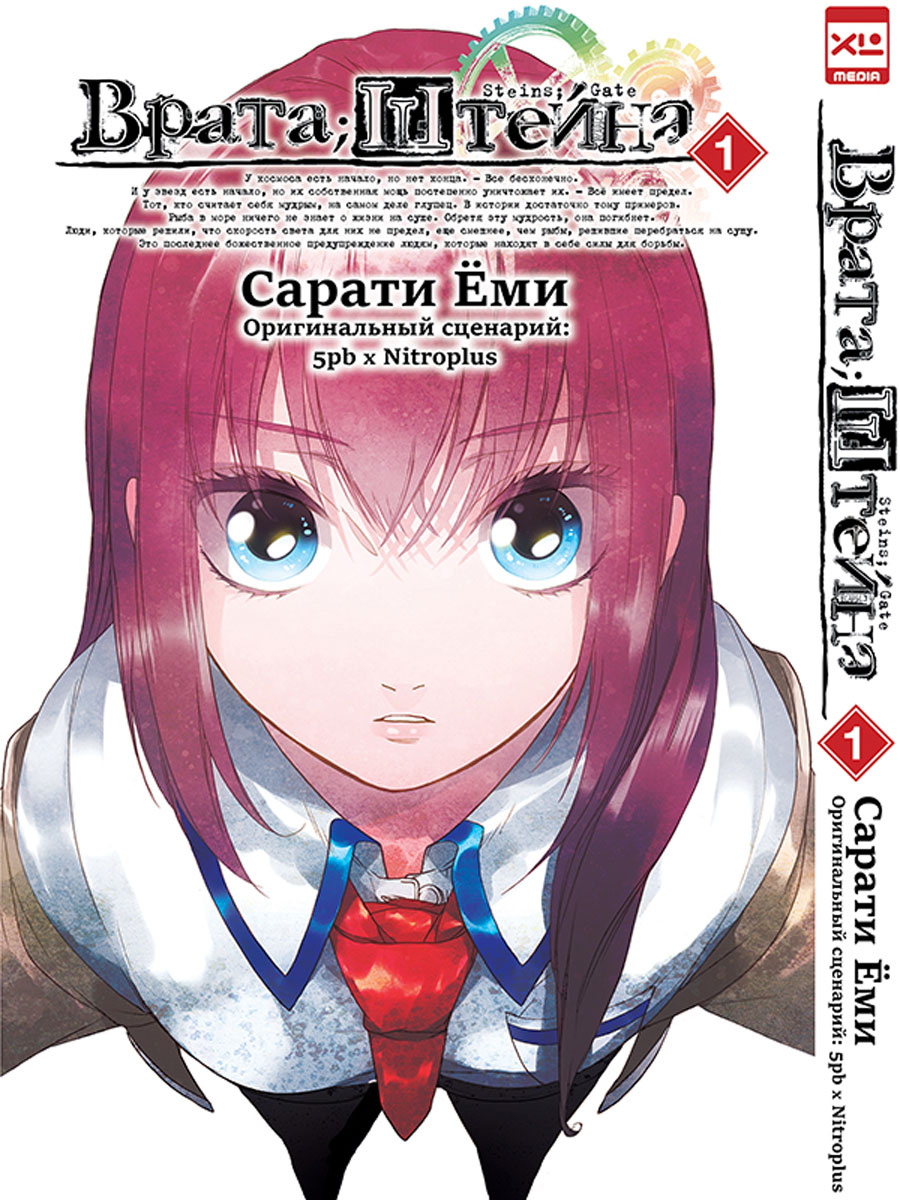 Steins; Gate
Врата;Штейна
1
У космоса есть начало, но нет конца. – Все бесконечно.
И у звезд есть начало, но их собственная мощь постепенно уничтожает их. – Всё имеет предел.
Тот, кто считает себя мудрым, на самом деле глупец. В истории достаточно тому примеров.
Рыба в море ничего не знает о жизни на суше. Обретя эту мудрость, она погибнет.
Люди, которые решили, что скорость света для них не предел, еще смешнее, чем рыбы, решившие перебраться на сушу.
Это последнее божественное предупреждение людям, которые находят в себе силы для борьбы.
Сарати Ёми
Оригинальный сценарий:
5pb x Nitroplus
XL
MEDIA
Врата;Штейна
Steins; Gate
1
Сарати Ёми
Оригинальный сценарий: 5pb x Nitroplus